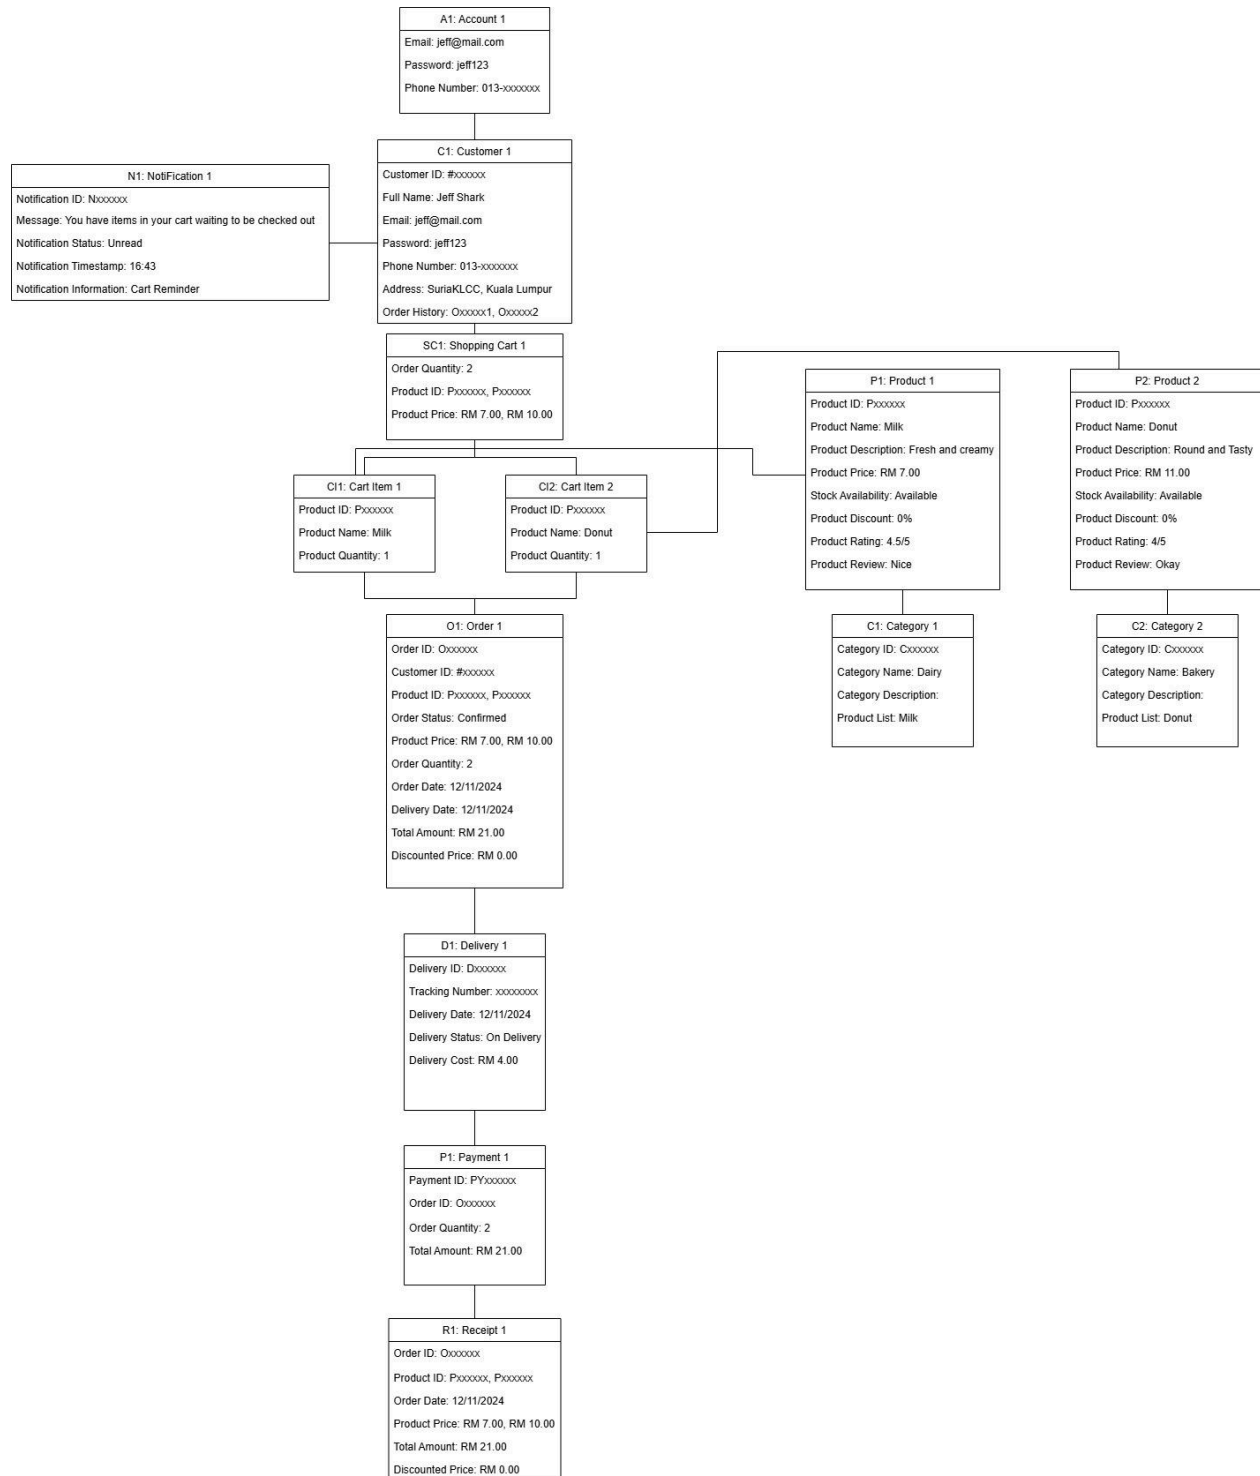 A1: Account 1
Email: jeff@mail.com
Password: jeff123
Phone Number: 013-xxxxxxx
C1: Customer 1
Customer ID: #xxxxxx
Full Name: Jeff Shark
Email: jeff@mail.com
Password: jeff123
Phone Number: 013-xxxxxxx
Address: SuriaKLCC, Kuala Lumpur
Order History: Oxxxxx1, Oxxxxx2
N1: NotiFication 1
Notification ID: Nxxxxxx
Message: You have items in your cart waiting to be checked out
Notification Status: Unread
Notification Timestamp: 16:43
Notification Information: Cart Reminder
SC1: Shopping Cart 1
Order Quantity: 2
Product ID: Pxxxxxx, Pxxxxxx
Product Price: RM 7.00, RM 10.00
P1: Product 1
Product ID: Pxxxxxx
Product Name: Milk
Product Description: Fresh and creamy
Product Price: RM 7.00
Stock Availability: Available
Product Discount: 0%
Product Rating: 4.5/5
Product Review: Nice
P2: Product 2
Product ID: Pxxxxxx
Product Name: Donut
Product Description: Round and Tasty
Product Price: RM 11.00
Stock Availability: Available
Product Discount: 0%
Product Rating: 4/5
Product Review: Okay
CI1: Cart Item 1
Product ID: Pxxxxxx
Product Name: Milk
Product Quantity: 1
CI2: Cart Item 2
Product ID: Pxxxxxx
Product Name: Donut
Product Quantity: 1
O1: Order 1
Order ID: Oxxxxxx
Customer ID: #xxxxxx
Product ID: Pxxxxxx, Pxxxxxx
Order Status: Confirmed
Product Price: RM 7.00, RM 10.00
Order Quantity: 2
Order Date: 12/11/2024
Delivery Date: 12/11/2024
Total Amount: RM 21.00
Discounted Price: RM 0.00
C1: Category 1
Category ID: Cxxxxxx
Category Name: Dairy
Category Description:
Product List: Milk
C2: Category 2
Category ID: Cxxxxxx
Category Name: Bakery
Category Description:
Product List: Donut
D1: Delivery 1
Delivery ID: Dxxxxxx
Tracking Number: xxxxxxxx
Delivery Date: 12/11/2024
Delivery Status: On Delivery
Delivery Cost: RM 4.00
P1: Payment 1
Payment ID: PYxxxxxx
Order ID: Oxxxxxx
Order Quantity: 2
Total Amount: RM 21.00
R1: Receipt 1
Order ID: Oxxxxxx
Product ID: Pxxxxxx, Pxxxxxx
Order Date: 12/11/2024
Product Price: RM 7.00, RM 10.00
Total Amount: RM 21.00
Discounted Price: RM 0.00